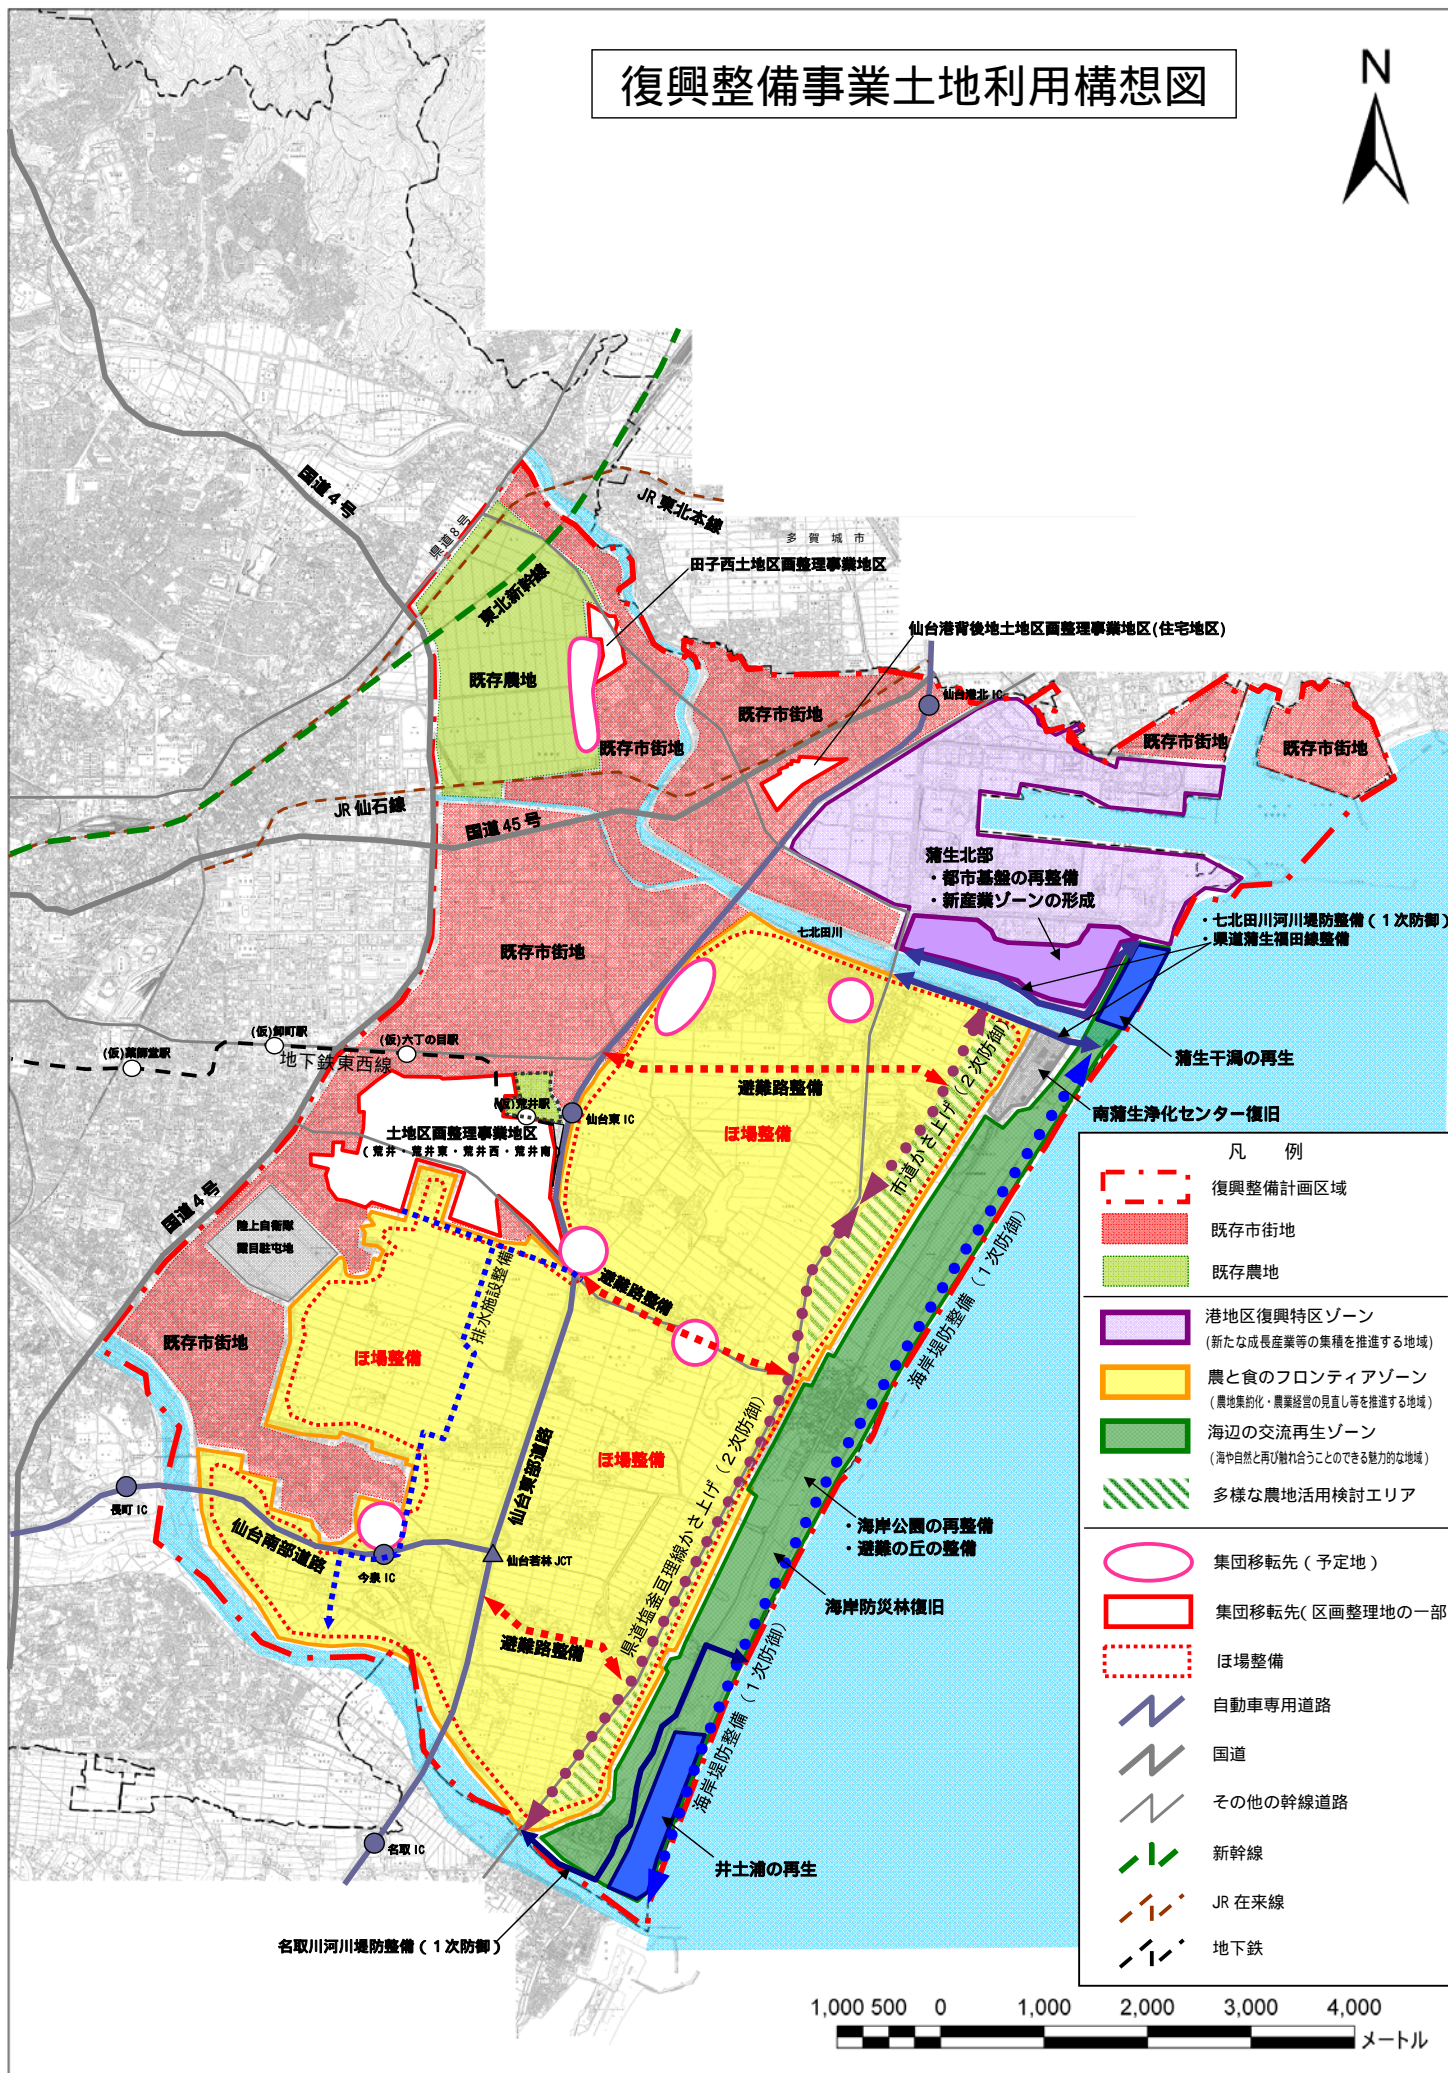 復興整備事業土地利用構想図
N
国道4号
県道8号
JR 東北本線
多賀城市
田子西土地区画整理事業地区
東北新幹線
仙台港背後地土地区画整理事業地区(住宅地区)
既存農地
仙台港北 IC
既存市街地
既存市街地
既存市街地
既存市街地
JR 仙石線
国道 45 号
蒲生北部
・都市基盤の再整備
・新産業ゾーンの形成
・七北田川河川堤防整備(1次防御)
・県道蒲生福田線整備
七北田川
既存市街地
(仮)薬師堂駅
(仮)卸町駅
(仮)六丁の目駅
地下鉄東西線
蒲生干潟の再生
避難路整備
市道かさ上げ(2次防御)
南蒲生浄化センター復旧
(仮)荒井駅
仙台東 IC
土地区画整理事業地区
(荒井・荒井東・荒井西・荒井南)
ほ場整備
国道4号
陸上自衛隊
霞目駐屯地
排水施設整備
避難路整備
海岸堤防整備(1次防御)
既存市街地
ほ場整備
ほ場整備
仙台東部道路
県道塩釜亘理線かさ上げ(2次防御)
長町 IC
仙台南部道路
今泉 IC
仙台若林 JCT
・海岸公園の再整備
・避難の丘の整備
海岸防災林復旧
避難路整備
海岸堤防整備(1次防御)
名取 IC
井土浦の再生
名取川河川堤防整備(1次防御)
凡 例
復興整備計画区域
既存市街地
既存農地
港地区復興特区ゾーン
(新たな成長産業等の集積を推進する地域)
農と食のフロンティアゾーン
(農地集約化・農業経営の見直し等を推進する地域)
海辺の交流再生ゾーン
(海や自然と再び触れ合うことのできる魅力的な地域)
多様な農地活用検討エリア
集団移転先(予定地)
集団移転先(区画整理地の一部
ほ場整備
自動車専用道路
国道
その他の幹線道路
新幹線
JR 在来線
地下鉄
1,000 500 0 1,000 2,000 3,000 4,000
メートル